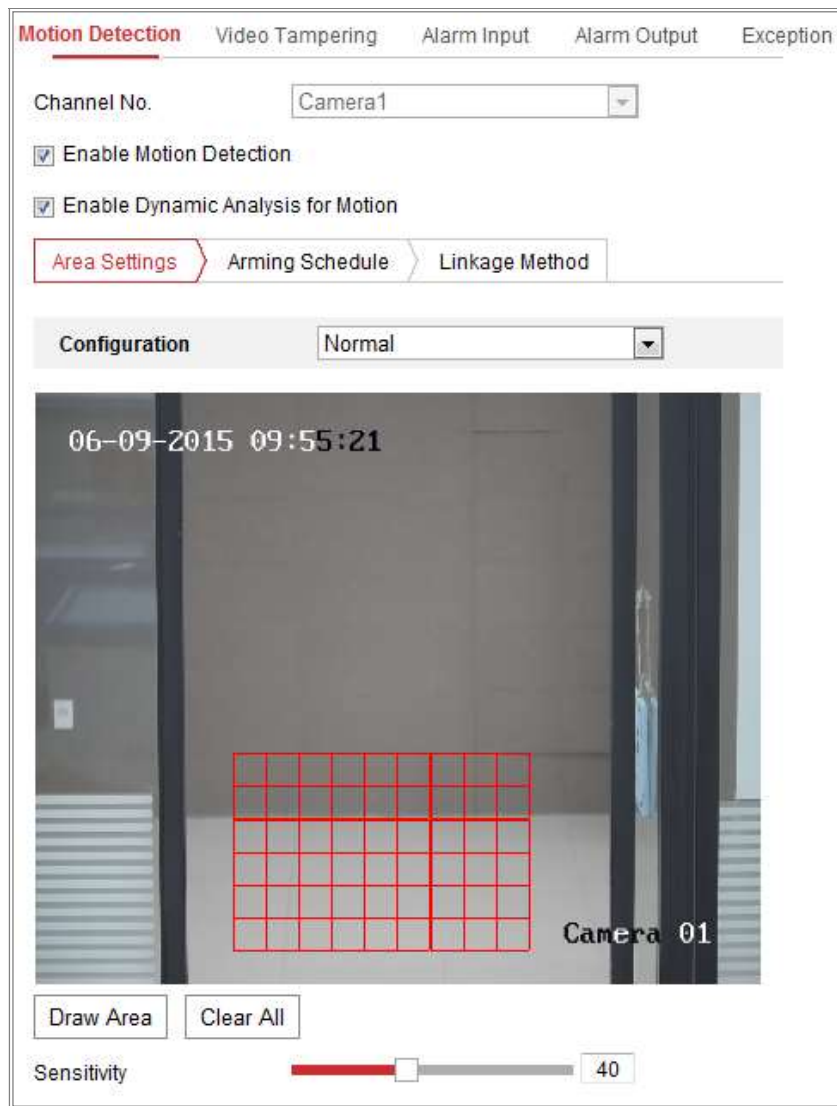 Motion Detection Video Tampering Alarm Input Alarm Output Exception
Channel No. Camera1
Enable Motion Detection
Enable Dynamic Analysis for Motion
Area Settings Arming Schedule Linkage Method
Configuration Normal
06-09-2015 09:55:21
Camera 01
Draw Area Clear All
Sensitivity 40